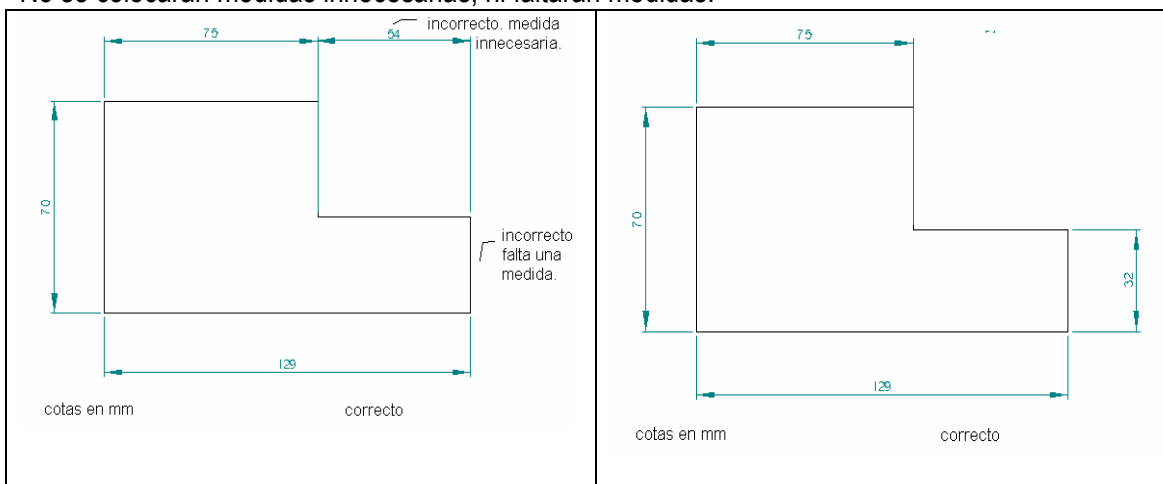 No se colocarán medidas innecesarias, ni faltarán medidas.
75
54
incorrecto. medida
innecesaria.
70
incorrecto
falta una
medida.
129
cotas en mm
correcto
75
70
32
129
cotas en mm
correcto